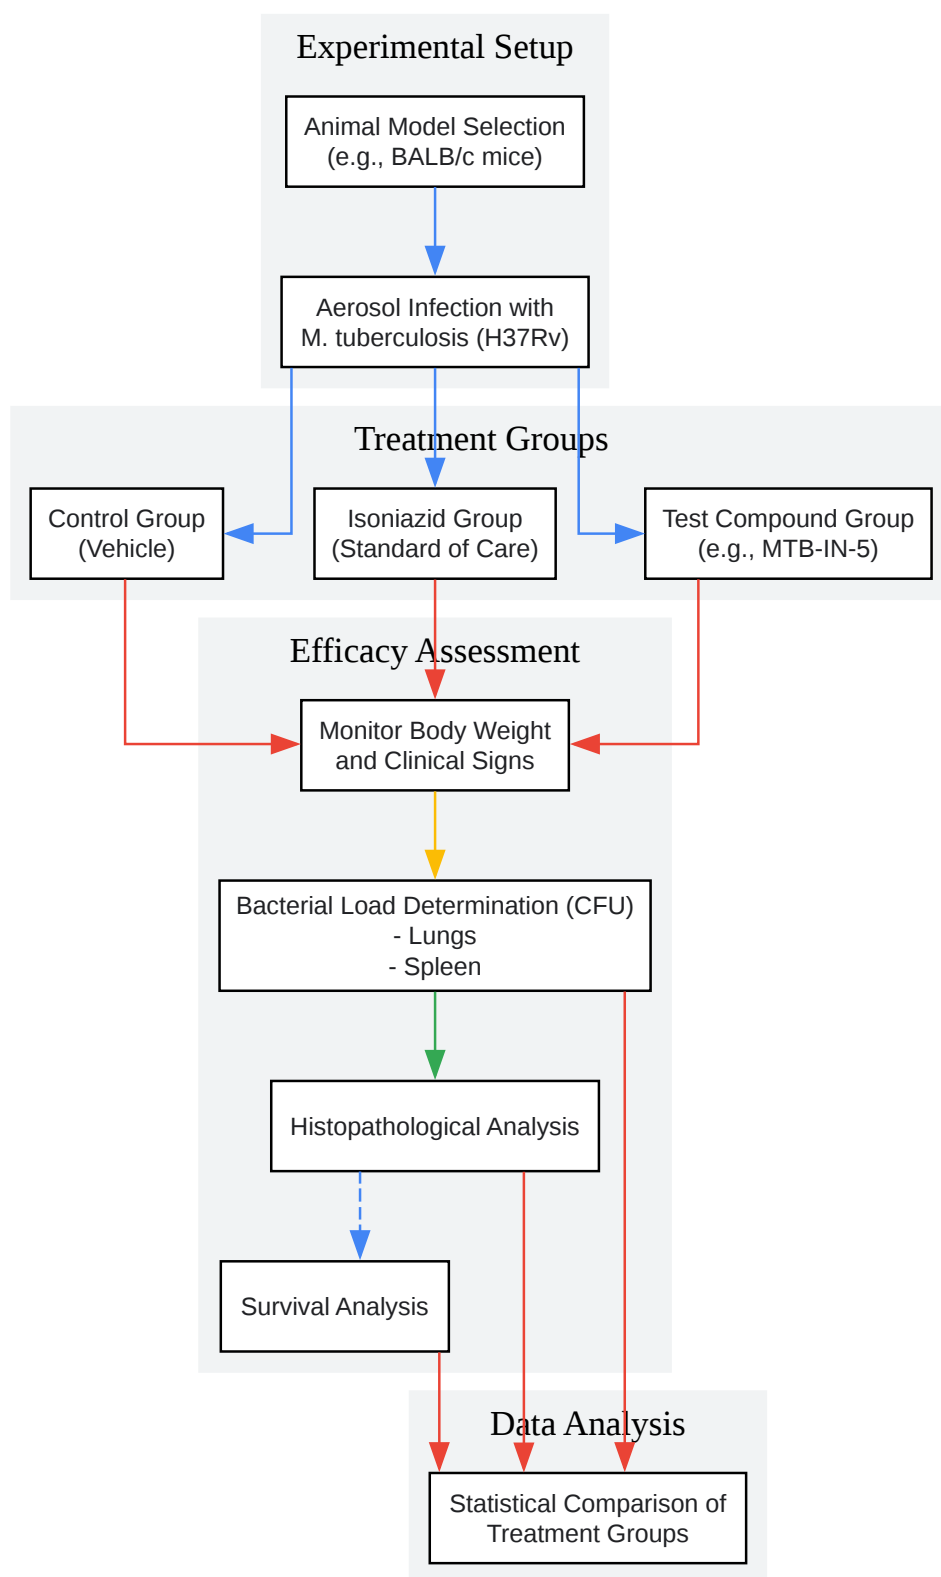 Experimental Setup
Animal Model Selection
(e.g., BALB/c mice)
Aerosol Infection with
M. tuberculosis (H37Rv)
Treatment Groups
Control Group
(Vehicle)
Isoniazid Group
(Standard of Care)
Test Compound Group
(e.g., MTB-IN-5)
Efficacy Assessment
Monitor Body Weight
and Clinical Signs
Bacterial Load Determination (CFU)
- Lungs
- Spleen
Histopathological Analysis
Survival Analysis
Data Analysis
Statistical Comparison of
Treatment Groups